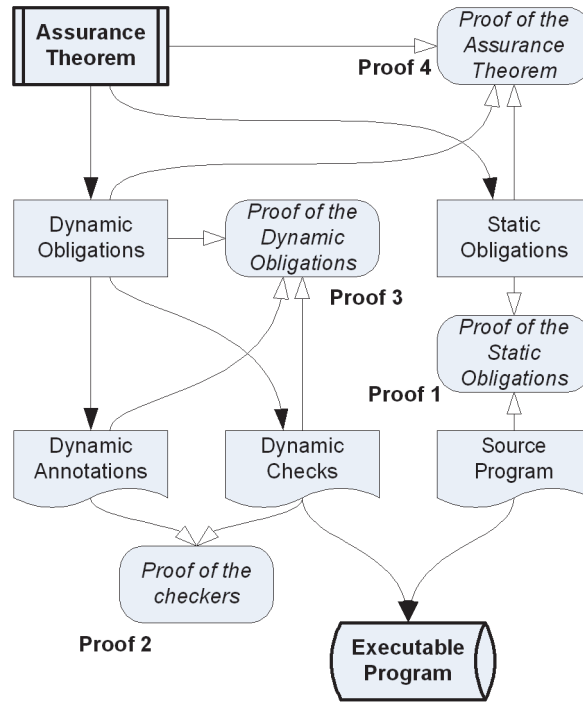 Assurance
Theorem
Proof of the
Assurance
Theorem
Proof 4
Dynamic
Obligations
Proof of the
Dynamic
Obligations
Static
Obligations
Proof 3
Proof of the
Static
Obligations
Proof 1
Dynamic
Annotations
Dynamic
Checks
Source
Program
Proof of the
checkers
Proof 2
Executable
Program